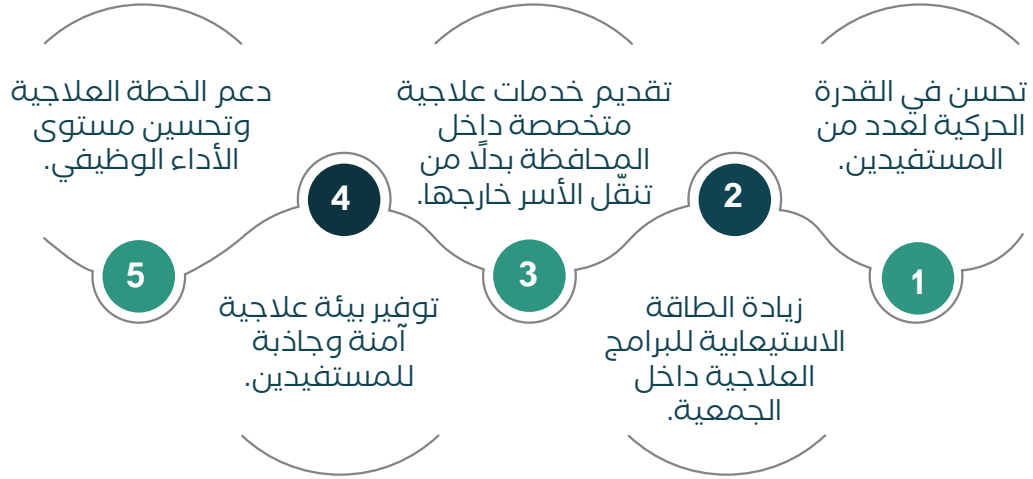 1
تحسن في القدرة
الحركية لعدد من
المستفيدين.
2
زيادة الطاقة
الاستيعابية للبرامج
العلاجية داخل
الجمعية.
3
تقديم خدمات علاجية
متخصصة داخل
المحافظة بدلًا من
تنقّل الأسر خارجها.
4
توفير بيئة علاجية
آمنة وجاذبة
للمستفيدين.
5
دعم الخطة العلاجية
وتحسين مستوى
الأداء الوظيفي.